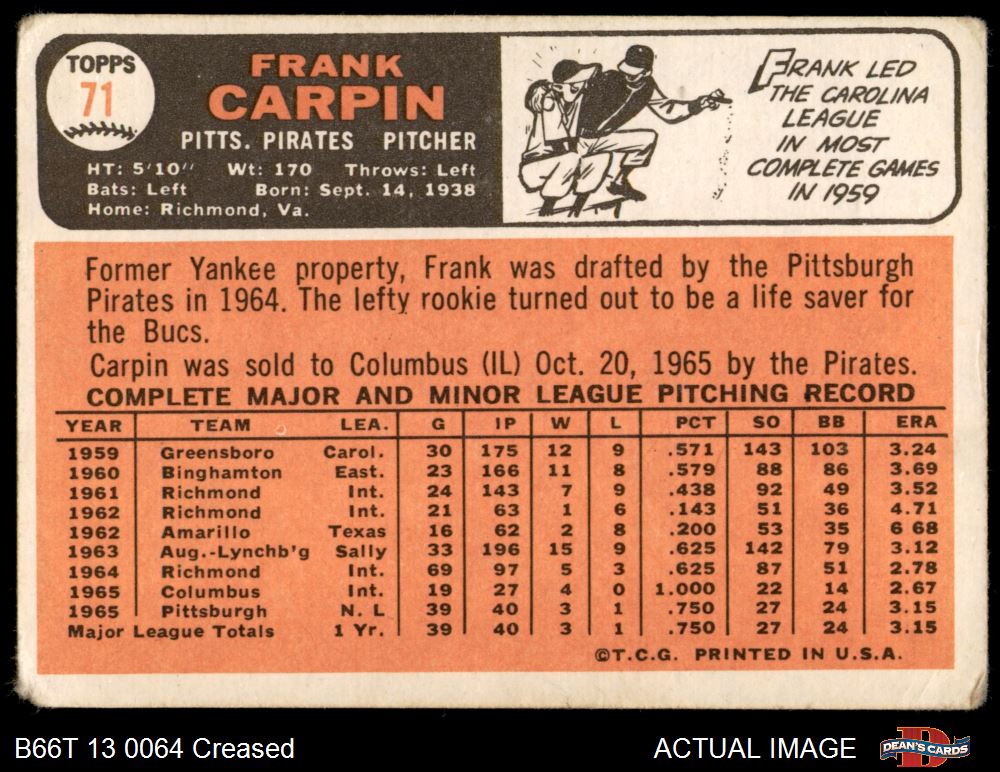 TOPPS
71
FRANK
CARPIN
PITTS. PIRATES PITCHER
HT: 5'10" Wt: 170 Throws: Left
Bats: Left Born: Sept. 14, 1938
Home: Richmond, Va.
FRANK LED
THE CAROLINA
LEAGUE
IN MOST
COMPLETE GAMES
IN 1959
Former Yankee property, Frank was drafted by the Pittsburgh
Pirates in 1964. The lefty rookie turned out to be a life saver for
the Bucs.
Carpin was sold to Columbus (IL) Oct. 20, 1965 by the Pirates.
COMPLETE MAJOR AND MINOR LEAGUE PITCHING RECORD
YEAR TEAM LEA. G IP W L PCT SO BB ERA
1959 Greensboro Carol. 30 175 12 9 .571 143 103 3.24
1960 Binghamton East. 23 166 11 8 .579 88 86 3.69
1961 Richmond Int. 24 143 7 9 .438 92 49 3.52
1962 Richmond Int. 21 63 1 6 .143 51 36 4.71
1962 Amarillo Texas 16 62 2 8 .200 53 35 6 68
1963 Aug.-Lynchb'g Sally 33 196 15 9 .625 142 79 3.12
1964 Richmond Int. 69 97 5 3 .625 87 51 2.78
1965 Columbus Int. 19 27 4 0 1.000 22 14 2.67
1965 Pittsburgh N. L 39 40 3 1 .750 27 24 3.15
Major League Totals 1 Yr. 39 40 3 1 .750 27 24 3.15
©T.C.G. PRINTED IN U.S.A.
B66T 13 0064 Creased
ACTUAL IMAGE
D
DEAN'S CARDS